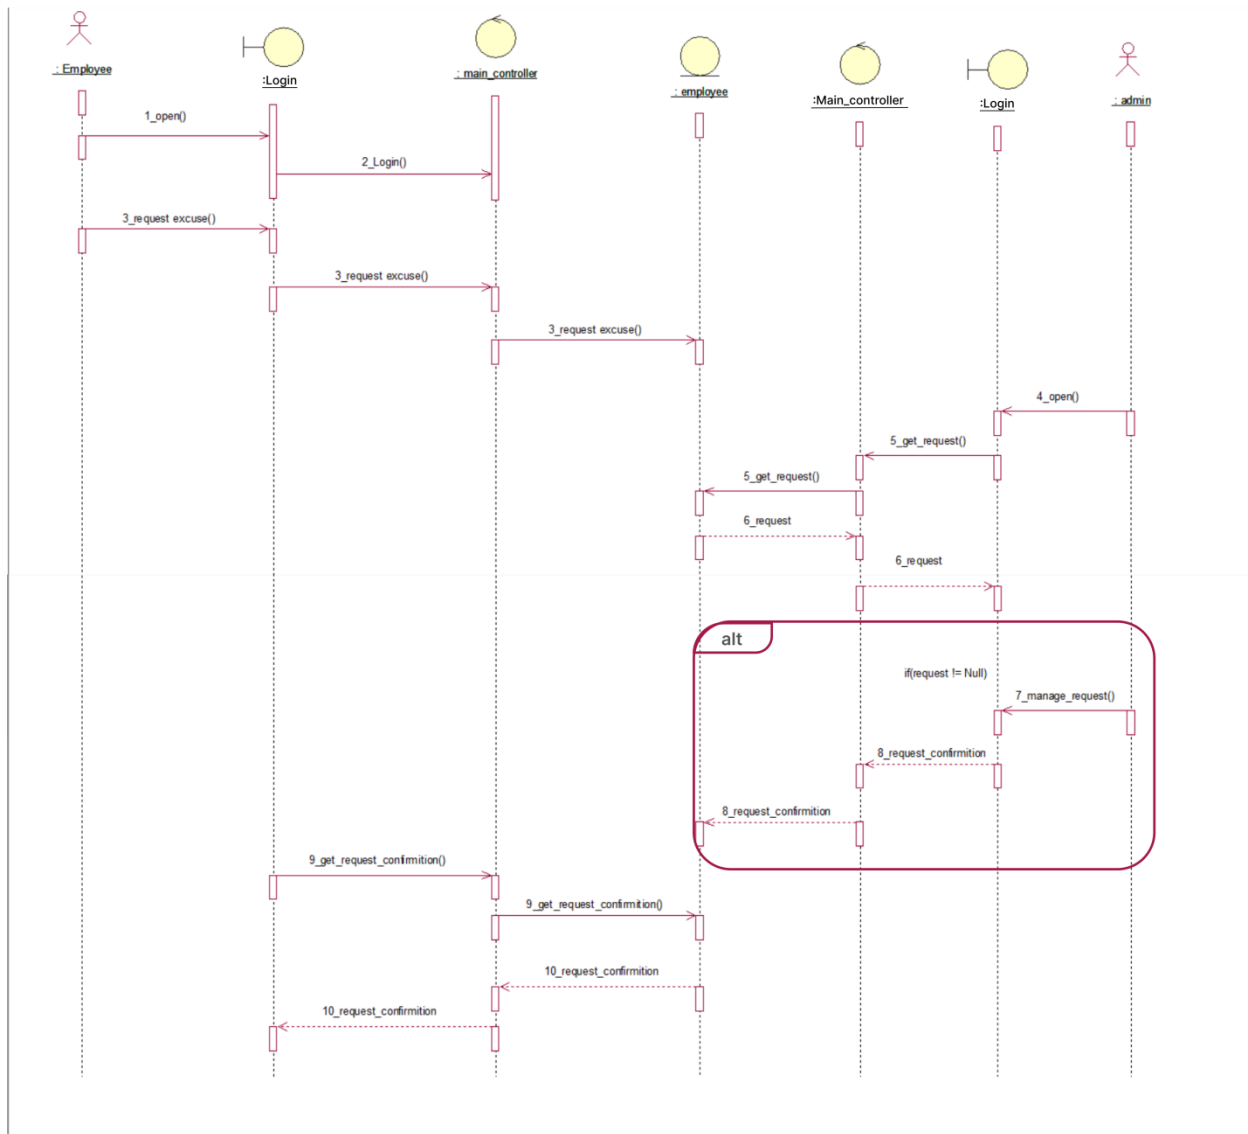 : Employee
:Login
: main_controller
: employee
:Main_controller
:Login
: admin
1_open()
2_Login()
3_request excuse()
3_request excuse()
3_request excuse()
4_open()
5_get_request()
5_get_request()
6_request
6_request
alt
if(request != Null)
7_manage_request()
8_request_confirmition
8_request_confirmition
9_get_request_confirmition()
9_get_request_confirmition()
10_request_confirmition
10_request_confirmition